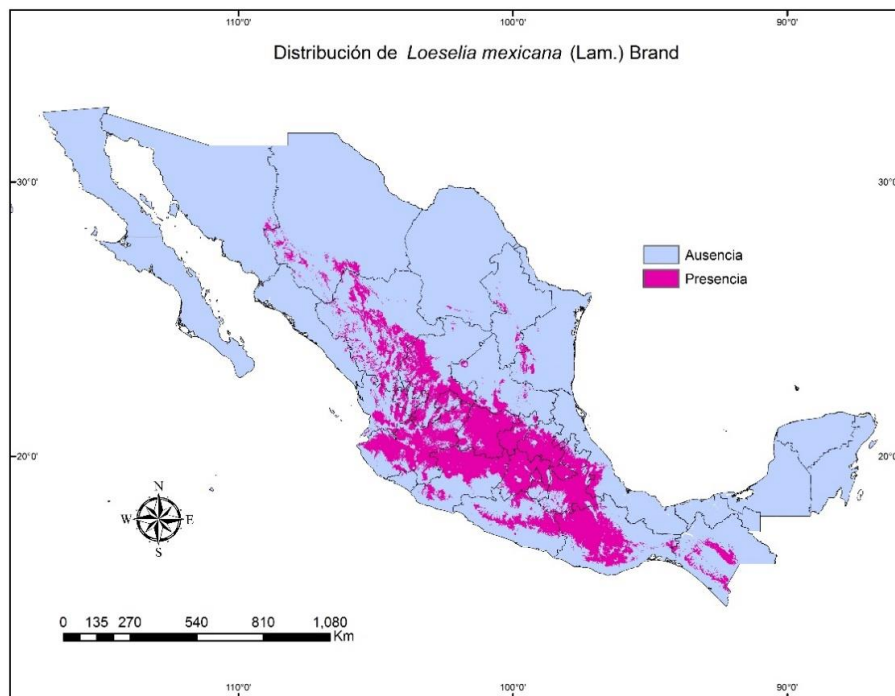 110°0'
100°0'
90°0'
Distribución de Loeselia mexicana (Lam.) Brand
30°0'
30°0'
Ausencia
Presencia
20°0'
20°0'
N
W
E
S
0 135 270 540 810 1,080
Km
110°0'
100°0'
90°0'